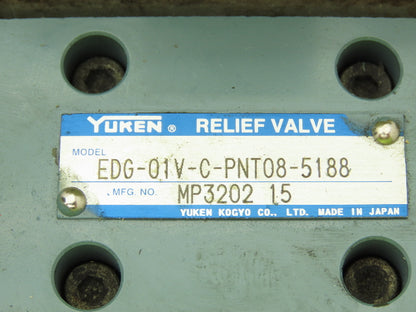 YUKEN ® RELIEF VALVE
MODEL
EDG-01V-C-PNT08-5188
MFG. NO. MP3202 15
YUKEN KOGYO CO., LTD. MADE IN JAPAN